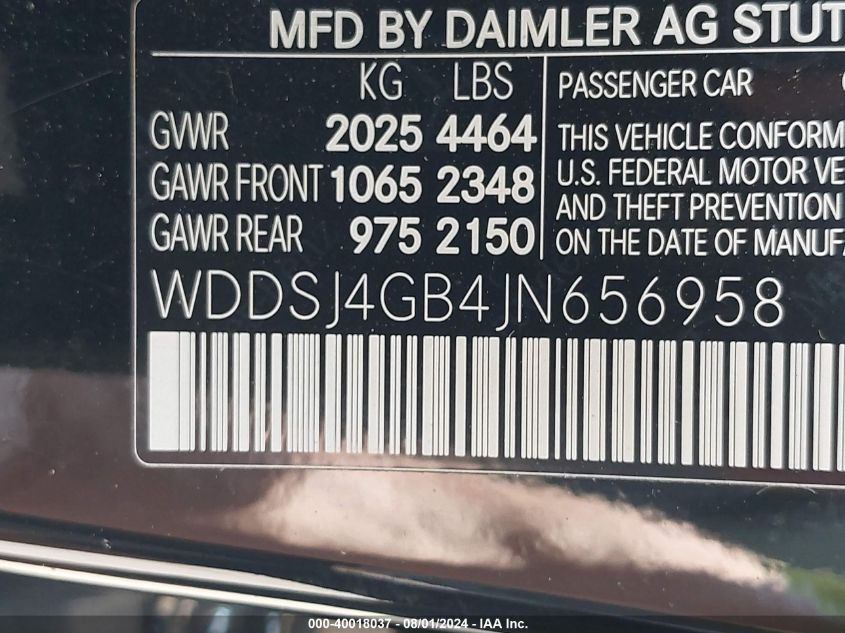 MFD BY DAIMLER AG STUT
KG LBS
GVWR 2025 4464
GAWR FRONT 1065 2348
GAWR REAR 975 2150
PASSENGER CAR
THIS VEHICLE CONFORM
U.S. FEDERAL MOTOR VE
AND THEFT PREVENTION
ON THE DATE OF MANUFA
WDDSJ4GB4JN656958
000-40018037 - 08/01/2024 - IAA Inc.